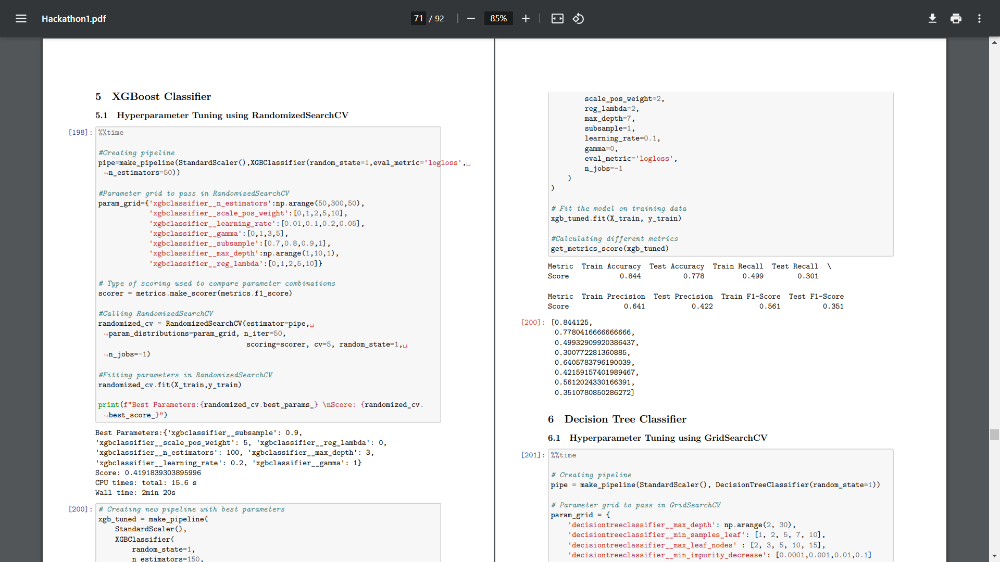 Hackathon1.pdf
71 / 92
85%
5 XGBoost Classifier
5.1 Hyperparameter Tuning using RandomizedSearchCV
[198]: %%time
#Creating pipeline
pipe=make_pipeline(StandardScaler(),XGBClassifier(random_state=1,eval_metric='logloss',␣
↪n_estimators=50))
#Parameter grid to pass in RandomizedSearchCV
param_grid={'xgbclassifier__n_estimators':np.arange(50,300,50),
'xgbclassifier__scale_pos_weight':[0,1,2,5,10],
'xgbclassifier__learning_rate':[0.01,0.1,0.2,0.05],
'xgbclassifier__gamma':[0,1,3,5],
'xgbclassifier__subsample':[0.7,0.8,0.9,1],
'xgbclassifier__max_depth':np.arange(1,10,1),
'xgbclassifier__reg_lambda':[0,1,2,5,10]}
# Type of scoring used to compare parameter combinations
scorer = metrics.make_scorer(metrics.f1_score)
#Calling RandomizedSearchCV
randomized_cv = RandomizedSearchCV(estimator=pipe,␣
↪param_distributions=param_grid, n_iter=50,
scoring=scorer, cv=5, random_state=1,␣
↪n_jobs=-1)
#Fitting parameters in RandomizedSearchCV
randomized_cv.fit(X_train,y_train)
print(f"Best Parameters:{randomized_cv.best_params_} \nScore: {randomized_cv.
↪best_score_}")
Best Parameters:{'xgbclassifier__subsample': 0.9,
'xgbclassifier__scale_pos_weight': 5, 'xgbclassifier__reg_lambda': 0,
'xgbclassifier__n_estimators': 100, 'xgbclassifier__max_depth': 3,
'xgbclassifier__learning_rate': 0.2, 'xgbclassifier__gamma': 1}
Score: 0.4191839303895996
CPU times: total: 15.6 s
Wall time: 2min 20s
[200]: # Creating new pipeline with best parameters
xgb_tuned = make_pipeline(
StandardScaler(),
XGBClassifier(
random_state=1,
n_estimators=150,
scale_pos_weight=2,
reg_lambda=2,
max_depth=7,
subsample=1,
learning_rate=0.1,
gamma=0,
eval_metric='logloss',
n_jobs=-1
)
)
# Fit the model on training data
xgb_tuned.fit(X_train, y_train)
#Calculating different metrics
get_metrics_score(xgb_tuned)
Metric Train Accuracy Test Accuracy Train Recall Test Recall \
Score 0.844 0.778 0.499 0.301
Metric Train Precision Test Precision Train F1-Score Test F1-Score
Score 0.641 0.422 0.561 0.351
[200]: [0.844125,
0.7780416666666666,
0.49932909920386437,
0.300772281360885,
0.6405783796190039,
0.42159157401989467,
0.5612024330166391,
0.3510780850286272]
6 Decision Tree Classifier
6.1 Hyperparameter Tuning using GridSearchCV
[201]: %%time
# Creating pipeline
pipe = make_pipeline(StandardScaler(), DecisionTreeClassifier(random_state=1))
# Parameter grid to pass in GridSearchCV
param_grid = {
'decisiontreeclassifier__max_depth': np.arange(2, 30),
'decisiontreeclassifier__min_samples_leaf': [1, 2, 5, 7, 10],
'decisiontreeclassifier__max_leaf_nodes' : [2, 3, 5, 10, 15],
'decisiontreeclassifier__min_impurity_decrease': [0.0001,0.001,0.01,0.1]